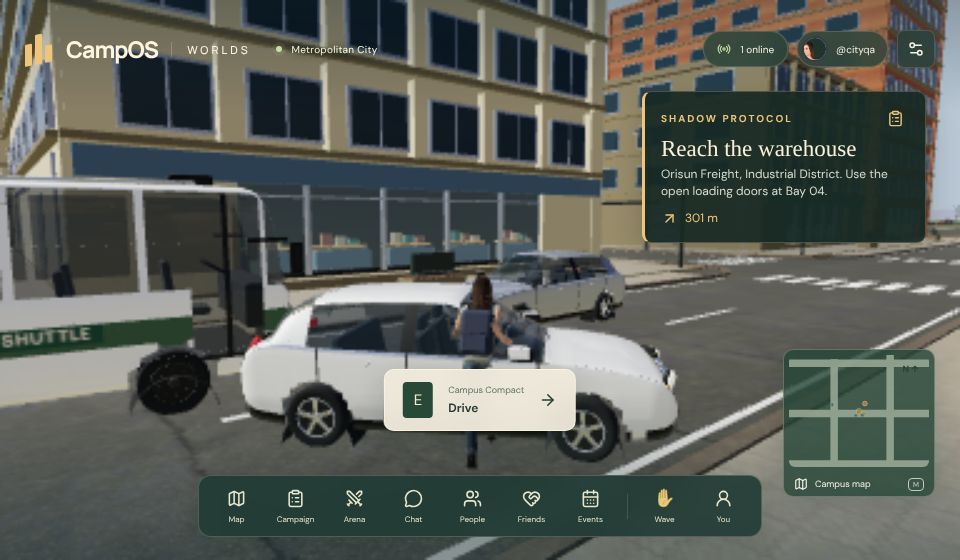 CampOS
WORLDS
Metropolitan City
1 online
@cityqa
SHADOW PROTOCOL
Reach the warehouse
Orisun Freight, Industrial District. Use the
open loading doors at Bay 04.
301 m
SHUTTLE
E
Campus Compact
Drive
N
Campus map
M
Map
Campaign
Arena
Chat
People
Friends
Events
Wave
You